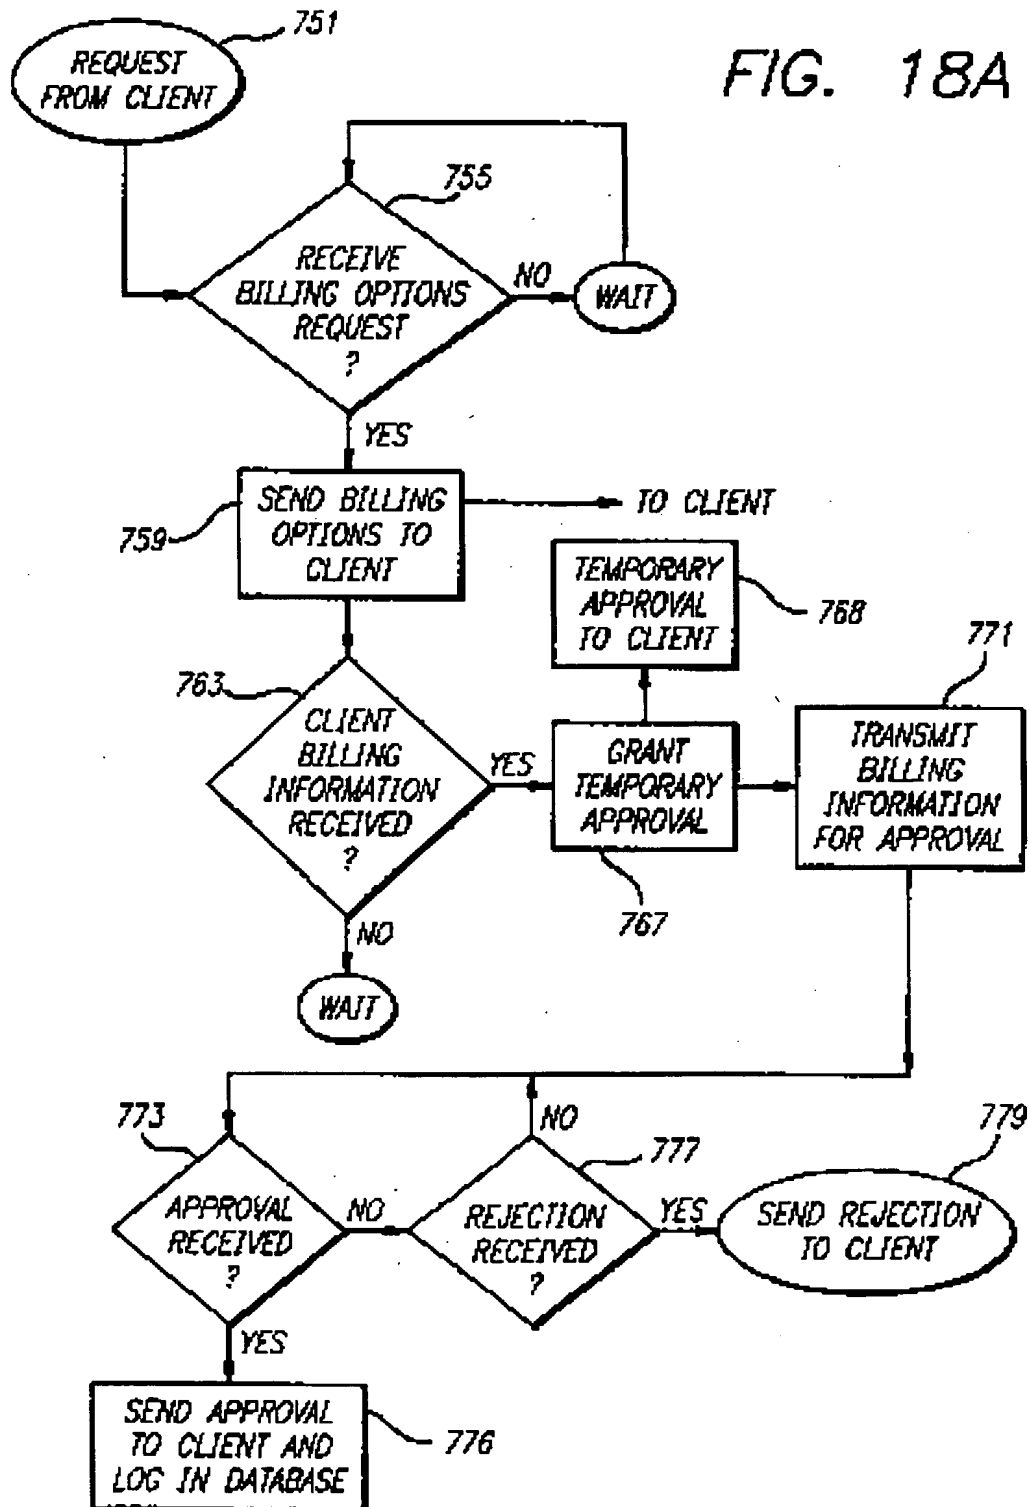 751
REQUEST
FROM CLIENT
FIG. 18A
755
RECEIVE
BILLING OPTIONS
REQUEST
?
NO
WAIT
YES
759
SEND BILLING
OPTIONS TO
CLIENT
TO CLIENT
TEMPORARY
APPROVAL
TO CLIENT
768
763
CLIENT
BILLING
INFORMATION
RECEIVED
?
YES
GRANT
TEMPORARY
APPROVAL
767
771
TRANSMIT
BILLING
INFORMATION
FOR APPROVAL
NO
WAIT
773
APPROVAL
RECEIVED
?
NO
NO
777
REJECTION
RECEIVED
?
YES
779
SEND REJECTION
TO CLIENT
YES
SEND APPROVAL
TO CLIENT AND
LOG IN DATABASE
776